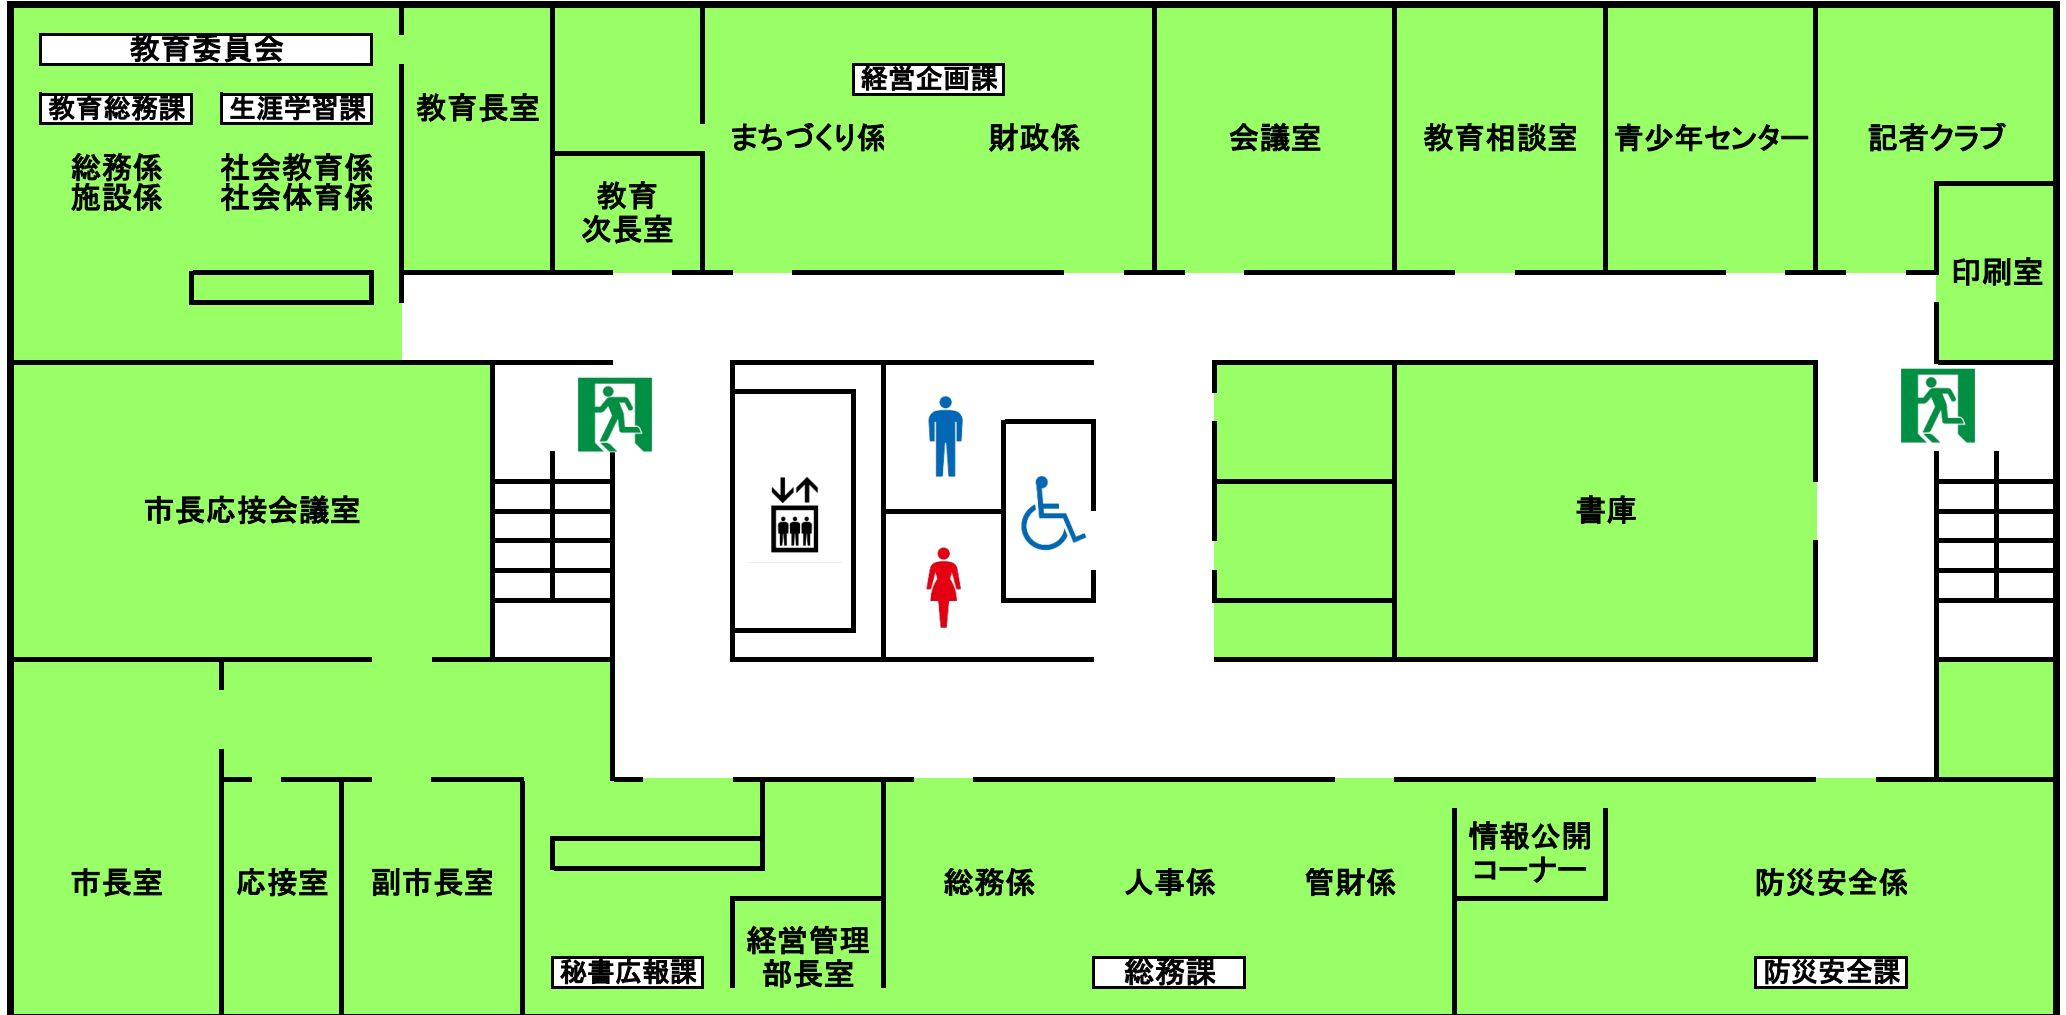 教育委員会
教育総務課
生涯学習課
総務係
施設係
社会教育係
社会体育係
教育長室
教育
次長室
経営企画課
まちづくり係
財政係
会議室
教育相談室
青少年センター
記者クラブ
印刷室
市長応接会議室
書庫
市長室
応接室
副市長室
秘書広報課
経営管理
部長室
総務係
人事係
管財係
総務課
情報公開
コーナー
防災安全係
防災安全課